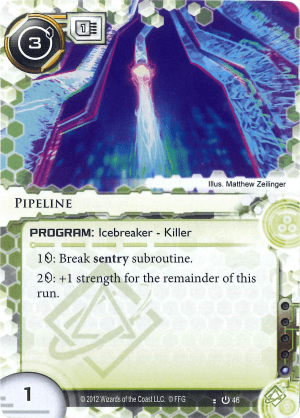 3
1
Illus. Matthew Zeilinger
PIPELINE
PROGRAM: Icebreaker - Killer
1: Break sentry subroutine.
2: +1 strength for the remainder of this
run.
1
© 2012 Wizards of the Coast LLC. © FFG
46